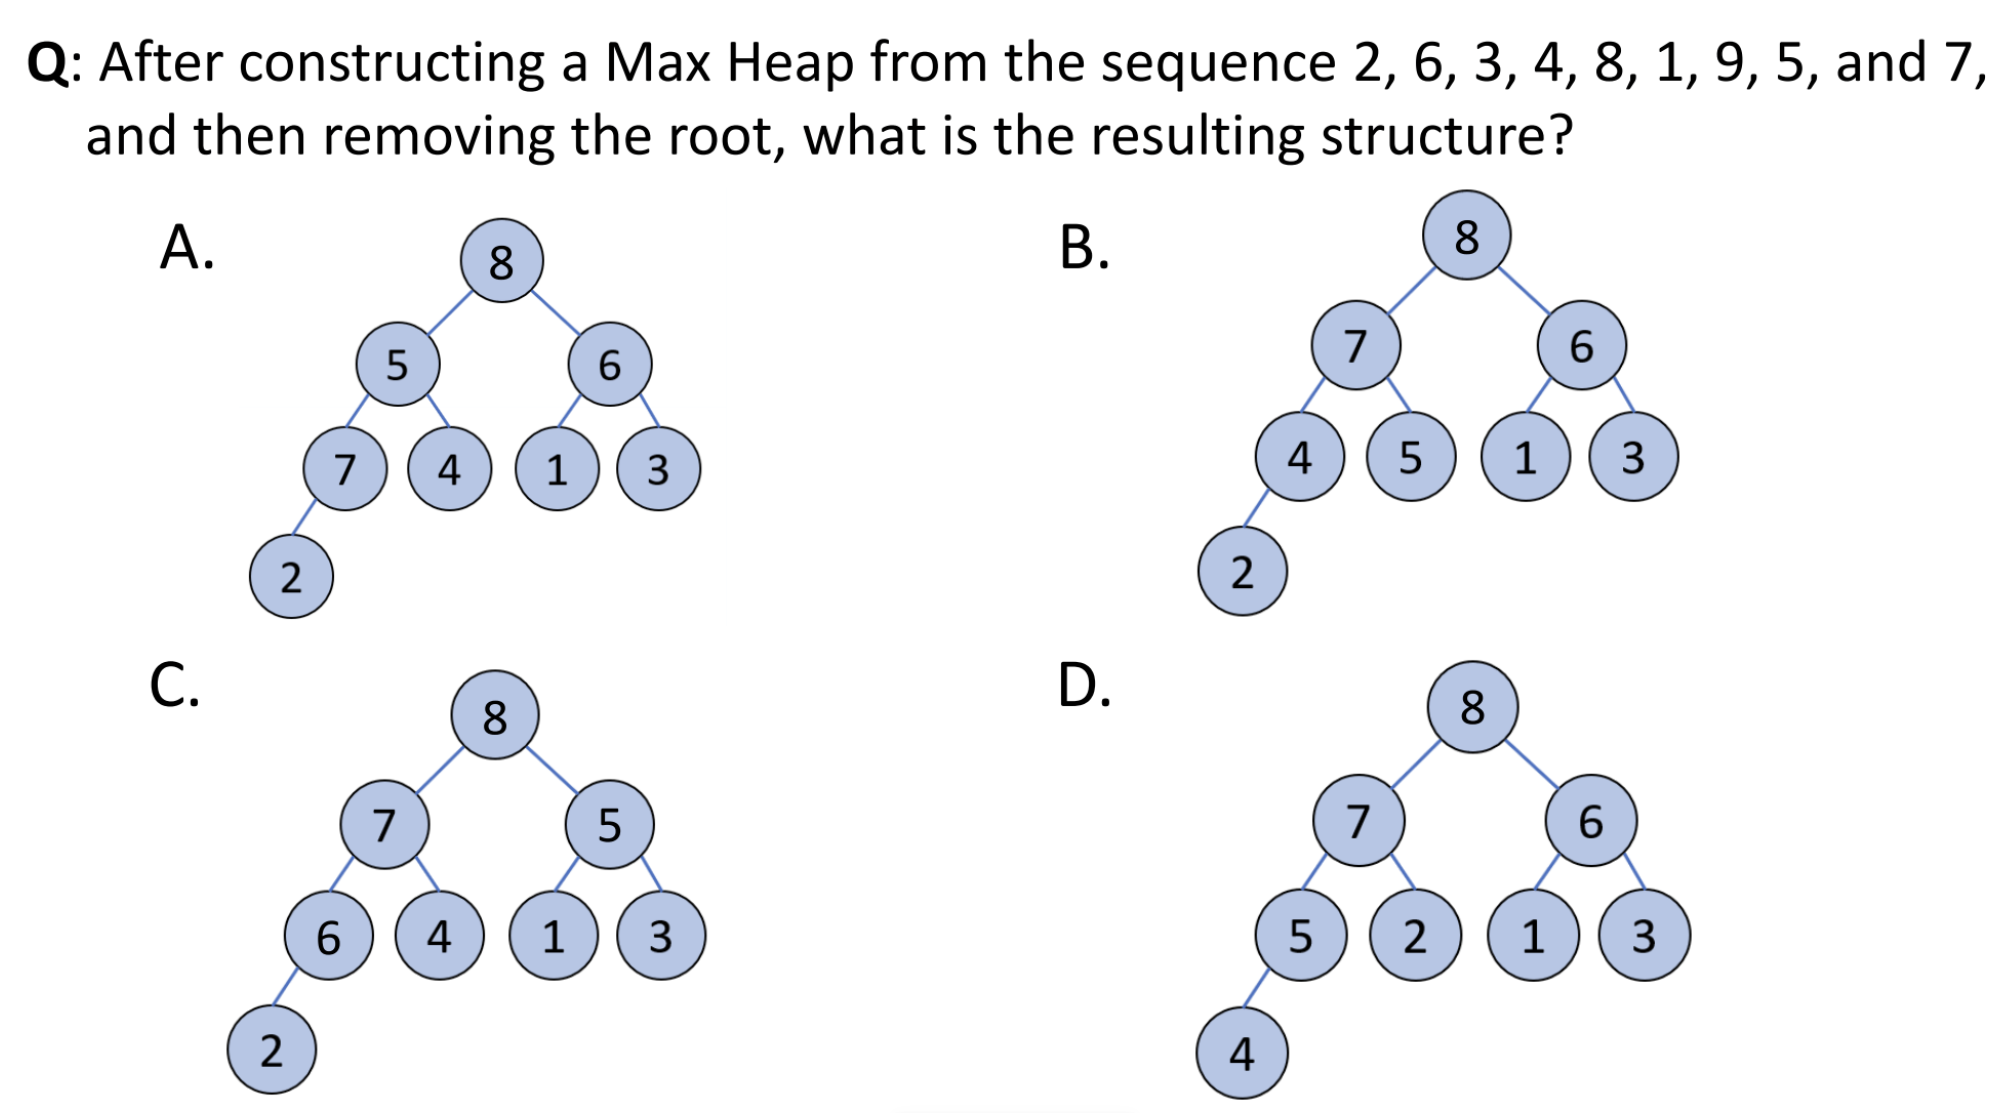 Q: After constructing a Max Heap from the sequence 2, 6, 3, 4, 8, 1, 9, 5, and 7,
and then removing the root, what is the resulting structure?
A.
8
5 6
7 4 1 3
2
B.
8
7 6
4 5 1 3
2
C.
8
7 5
6 4 1 3
2
D.
8
7 6
5 2 1 3
4